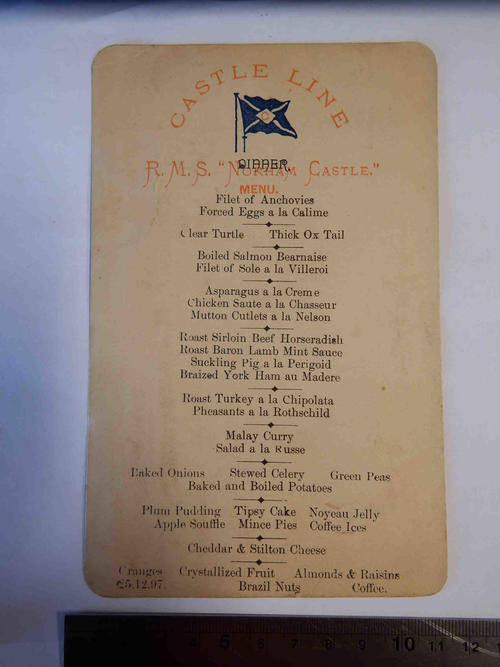 CASTLE LINE
DINNER.
R.M.S. "NORHAM CASTLE."
MENU.
Filet of Anchovies
Forced Eggs a la Calime
Clear Turtle Thick Ox Tail
Boiled Salmon Bearnaise
Filet of Sole a la Villeroi
Asparagus a la Creme
Chicken Saute a la Chasseur
Mutton Cutlets a la Nelson
Roast Sirloin Beef Horseradish
Roast Baron Lamb Mint Sauce
Suckling Pig a la Perigoid
Braized York Ham au Madere
Roast Turkey a la Chipolata
Pheasants a la Rothschild
Malay Curry
Salad a la Russe
Baked Onions Stewed Celery Green Peas
Baked and Boiled Potatoes
Plum Pudding Tipsy Cake Noyeau Jelly
Apple Souffle Mince Pies Coffee Ices
Cheddar & Stilton Cheese
Oranges Crystallized Fruit Almonds & Raisins
25.12.97. Brazil Nuts Coffee.
5 10 11 12